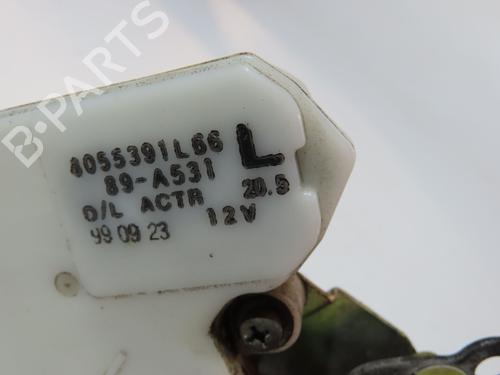 8055391L66
89-A531 L
O/L ACTR 20.5
99 09 23 12V
B-PARTS